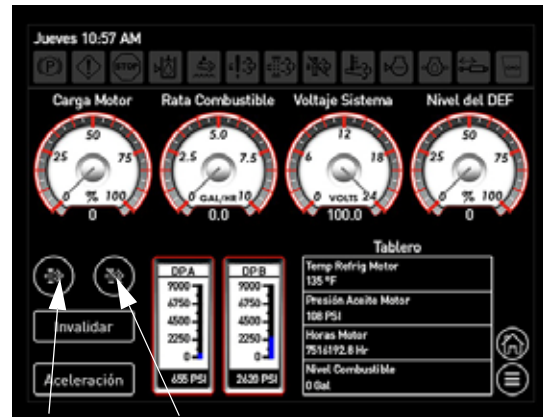 Jueves 10:57 AM
P
STOP
Carga Motor Rata Combustible Voltaje Sistema Nivel del DEF
50 5.0 12 50
25 75 2.5 7.5 6 18 25 75
0 % 100 0 GAL/HR 10 0 VOLTS 24 0 % 100
0 0.0 100.0 0
Tablero
DPA DPB
9000 9000
6750 6750
4500 4500
2250 2250
0 0
655 PSI 2620 PSI
Temp Refrig Motor
135 °F
Presión Aceite Motor
108 PSI
Horas Motor
7516192.8 Hr
Nivel Combustible
0 Gal
Invalidar
Aceleración